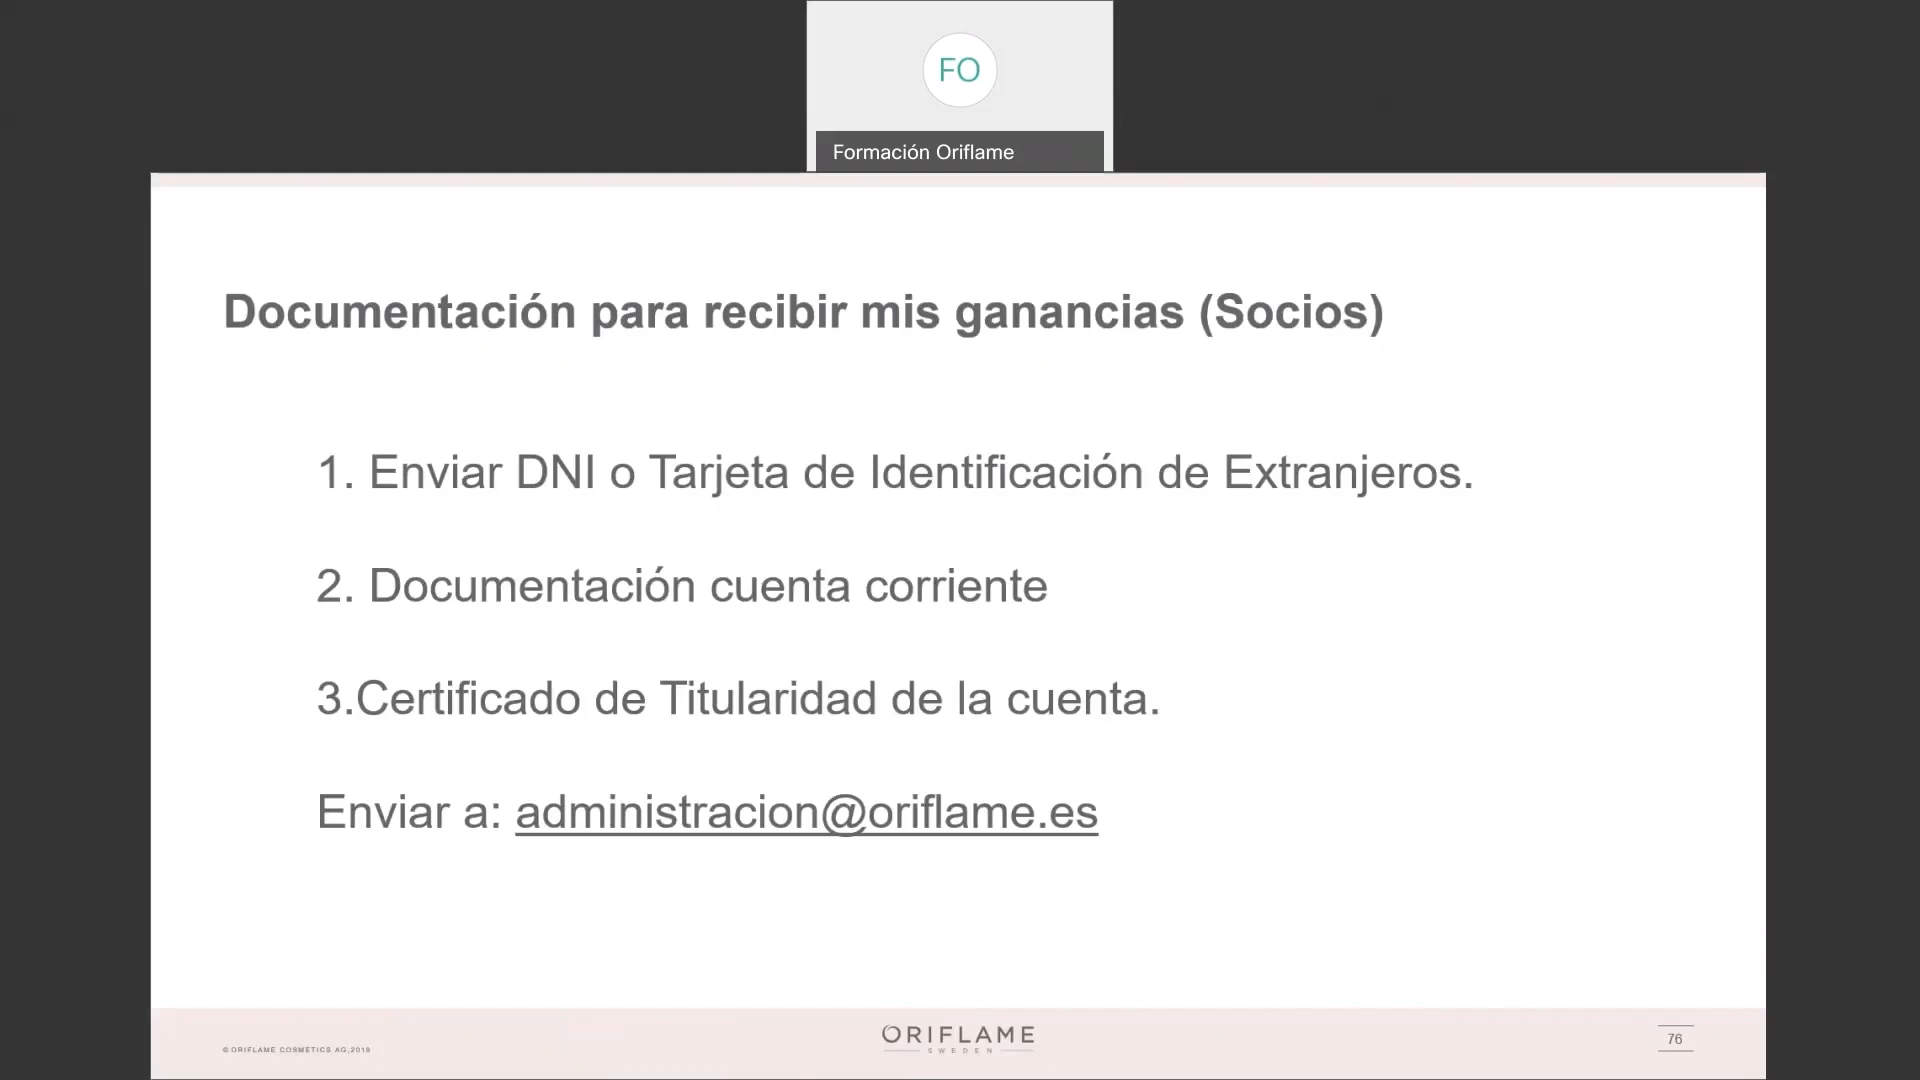 FO
Formación Oriflame
Documentación para recibir mis ganancias (Socios)
1. Enviar DNI o Tarjeta de Identificación de Extranjeros.
2. Documentación cuenta corriente
3.Certificado de Titularidad de la cuenta.
Enviar a: administracion@oriflame.es
© ORIFLAME COSMETICS AG,2019
ORIFLAME
SWEDEN
76